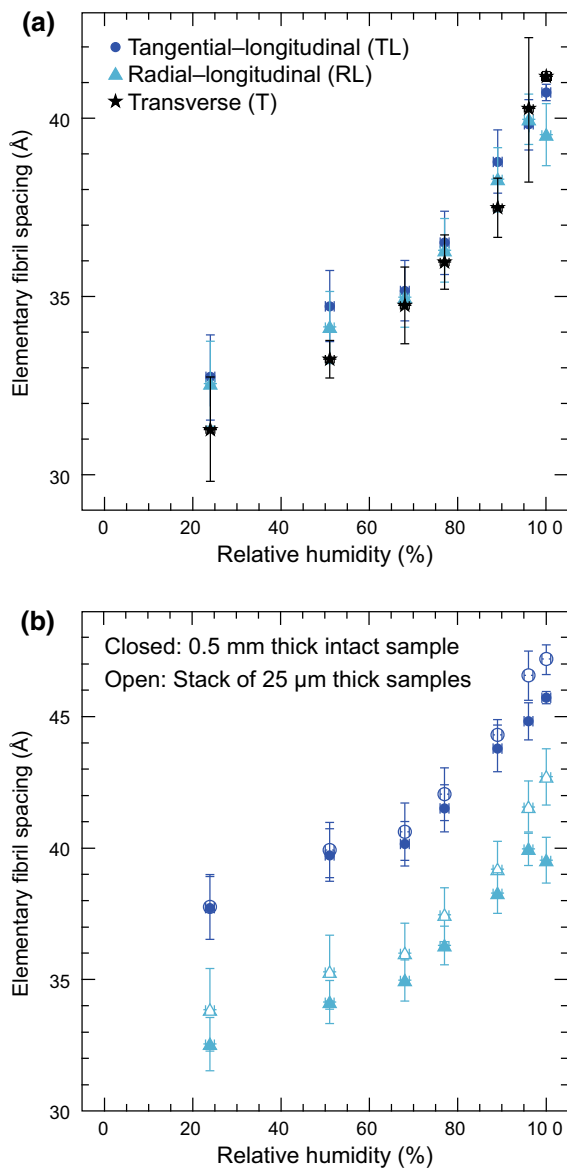 (a)
Tangential–longitudinal (TL)
Radial–longitudinal (RL)
Transverse (T)
Elementary fibril spacing (Å)
40
35
30
0 20 40 60 80 10 0
Relative humidity (%)
(b)
Closed: 0.5 mm thick intact sample
Open: Stack of 25 μm thick samples
Elementary fibril spacing (Å)
45
40
35
30
0 20 40 60 80 10 0
Relative humidity (%)